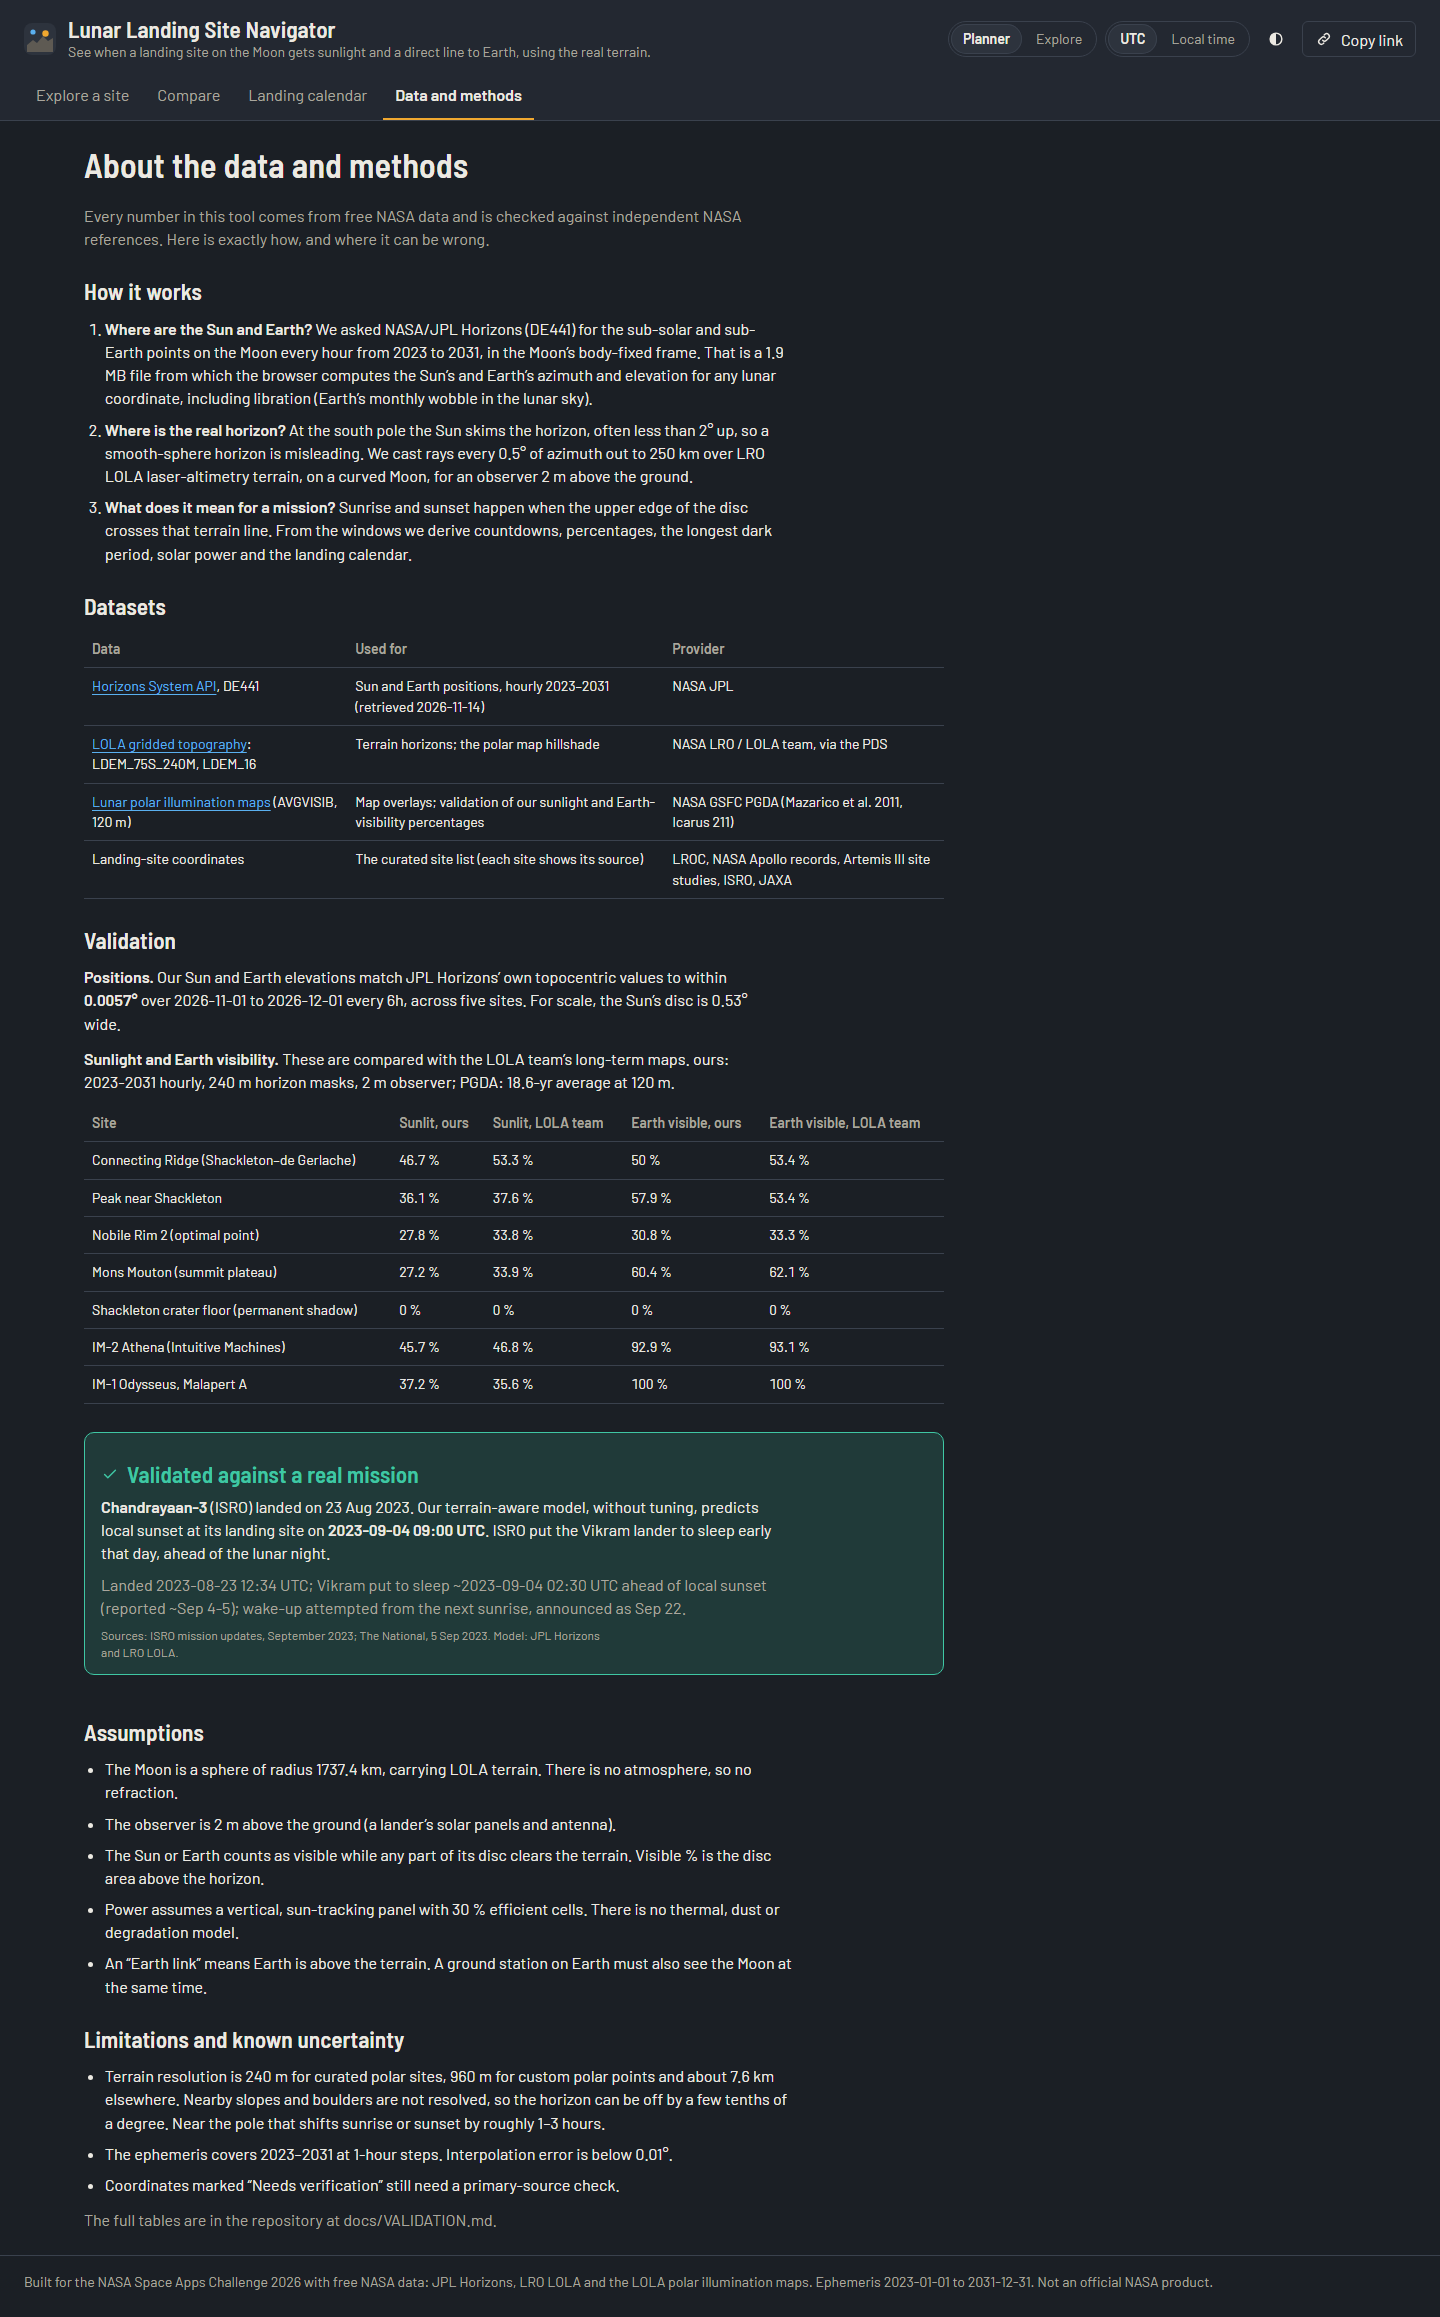 Lunar Landing Site Navigator
See when a landing site on the Moon gets sunlight and a direct line to Earth, using the real terrain.
Planner Explore UTC Local time Copy link
Explore a site Compare Landing calendar Data and methods
About the data and methods
Every number in this tool comes from free NASA data and is checked against independent NASA
references. Here is exactly how, and where it can be wrong.
How it works
1. Where are the Sun and Earth? We asked NASA/JPL Horizons (DE441) for the sub-solar and sub-
Earth points on the Moon every hour from 2023 to 2031, in the Moon's body-fixed frame. That is a 1.9
MB file from which the browser computes the Sun's and Earth's azimuth and elevation for any lunar
coordinate, including libration (Earth's monthly wobble in the lunar sky).
2. Where is the real horizon? At the south pole the Sun skims the horizon, often less than 2° up, so a
smooth-sphere horizon is misleading. We cast rays every 0.5° of azimuth out to 250 km over LRO
LOLA laser-altimetry terrain, on a curved Moon, for an observer 2 m above the ground.
3. What does it mean for a mission? Sunrise and sunset happen when the upper edge of the disc
crosses that terrain line. From the windows we derive countdowns, percentages, the longest dark
period, solar power and the landing calendar.
Datasets
Data Used for Provider
Horizons System API, DE441 Sun and Earth positions, hourly 2023–2031 NASA JPL
(retrieved 2026-11-14)
LOLA gridded topography: Terrain horizons; the polar map hillshade NASA LRO / LOLA team, via the PDS
LDEM_75S_240M, LDEM_16
Lunar polar illumination maps (AVGVISIB, Map overlays; validation of our sunlight and Earth- NASA GSFC PGDA (Mazarico et al. 2011,
120 m) visibility percentages Icarus 211)
Landing-site coordinates The curated site list (each site shows its source) LROC, NASA Apollo records, Artemis III site
studies, ISRO, JAXA
Validation
Positions. Our Sun and Earth elevations match JPL Horizons' own topocentric values to within
0.0057° over 2026-11-01 to 2026-12-01 every 6h, across five sites. For scale, the Sun's disc is 0.53°
wide.
Sunlight and Earth visibility. These are compared with the LOLA team's long-term maps. ours:
2023-2031 hourly, 240 m horizon masks, 2 m observer; PGDA: 18.6-yr average at 120 m.
Site Sunlit, ours Sunlit, LOLA team Earth visible, ours Earth visible, LOLA team
Connecting Ridge (Shackleton–de Gerlache) 46.7 % 53.3 % 50 % 53.4 %
Peak near Shackleton 36.1 % 37.6 % 57.9 % 53.4 %
Nobile Rim 2 (optimal point) 27.8 % 33.8 % 30.8 % 33.3 %
Mons Mouton (summit plateau) 27.2 % 33.9 % 60.4 % 62.1 %
Shackleton crater floor (permanent shadow) 0 % 0 % 0 % 0 %
IM-2 Athena (Intuitive Machines) 45.7 % 46.8 % 92.9 % 93.1 %
IM-1 Odysseus, Malapert A 37.2 % 35.6 % 100 % 100 %
Validated against a real mission
Chandrayaan-3 (ISRO) landed on 23 Aug 2023. Our terrain-aware model, without tuning, predicts
local sunset at its landing site on 2023-09-04 09:00 UTC. ISRO put the Vikram lander to sleep early
that day, ahead of the lunar night.
Landed 2023-08-23 12:34 UTC; Vikram put to sleep ~2023-09-04 02:30 UTC ahead of local sunset
(reported ~Sep 4-5); wake-up attempted from the next sunrise, announced as Sep 22.
Sources: ISRO mission updates, September 2023; The National, 5 Sep 2023. Model: JPL Horizons
and LRO LOLA.
Assumptions
• The Moon is a sphere of radius 1737.4 km, carrying LOLA terrain. There is no atmosphere, so no
refraction.
• The observer is 2 m above the ground (a lander's solar panels and antenna).
• The Sun or Earth counts as visible while any part of its disc clears the terrain. Visible % is the disc
area above the horizon.
• Power assumes a vertical, sun-tracking panel with 30 % efficient cells. There is no thermal, dust or
degradation model.
• An “Earth link” means Earth is above the terrain. A ground station on Earth must also see the Moon at
the same time.
Limitations and known uncertainty
• Terrain resolution is 240 m for curated polar sites, 960 m for custom polar points and about 7.6 km
elsewhere. Nearby slopes and boulders are not resolved, so the horizon can be off by a few tenths of
a degree. Near the pole that shifts sunrise or sunset by roughly 1–3 hours.
• The ephemeris covers 2023–2031 at 1-hour steps. Interpolation error is below 0.01°.
• Coordinates marked “Needs verification” still need a primary-source check.
The full tables are in the repository at docs/VALIDATION.md.
Built for the NASA Space Apps Challenge 2026 with free NASA data: JPL Horizons, LRO LOLA and the LOLA polar illumination maps. Ephemeris 2023-01-01 to 2031-12-31. Not an official NASA product.